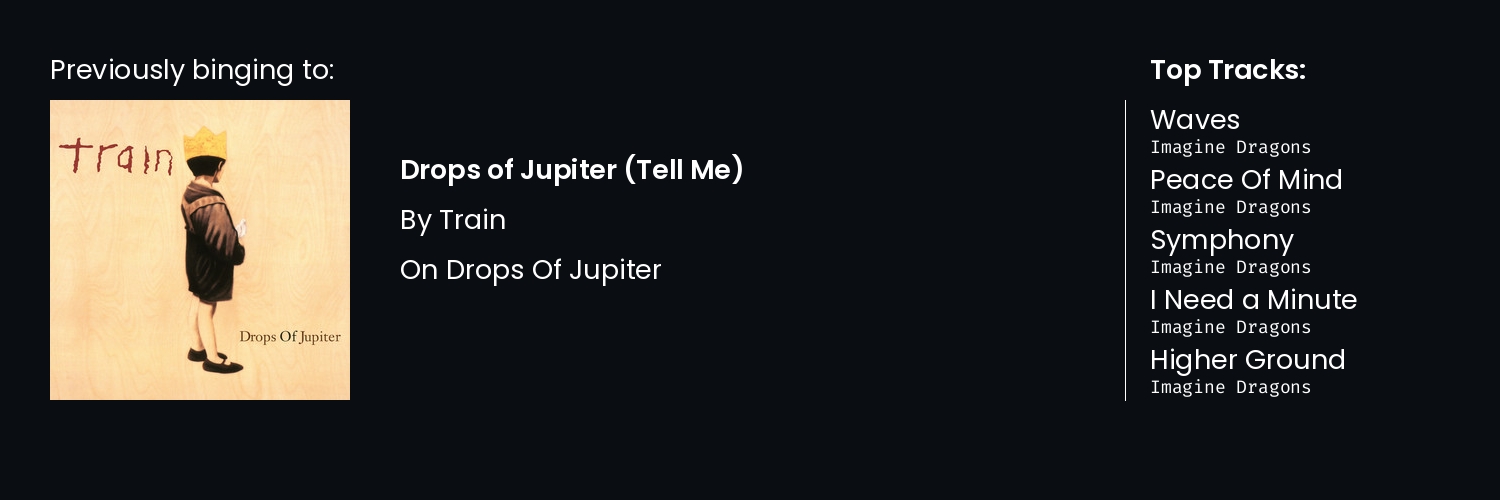 Previously binging to:
Train
Drops Of Jupiter
Drops of Jupiter (Tell Me)
By Train
On Drops Of Jupiter
Top Tracks:
Waves
Imagine Dragons
Peace Of Mind
Imagine Dragons
Symphony
Imagine Dragons
I Need a Minute
Imagine Dragons
Higher Ground
Imagine Dragons